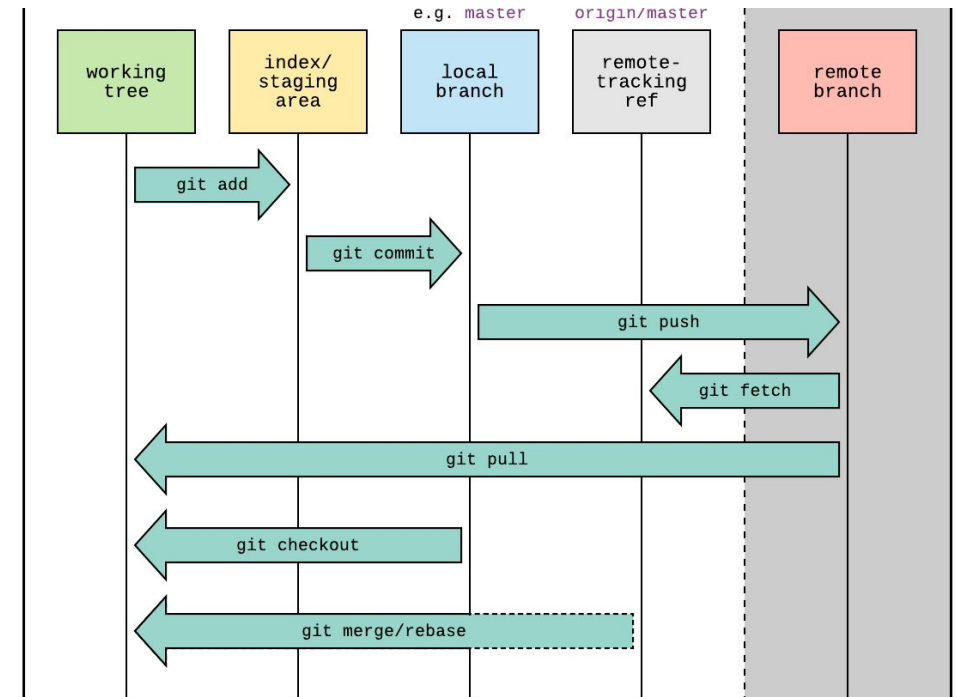 e.g. master
origin/master
working
tree
index/
staging
area
local
branch
remote-
tracking
ref
remote
branch
git add
git commit
git push
git fetch
git pull
git checkout
git merge/rebase